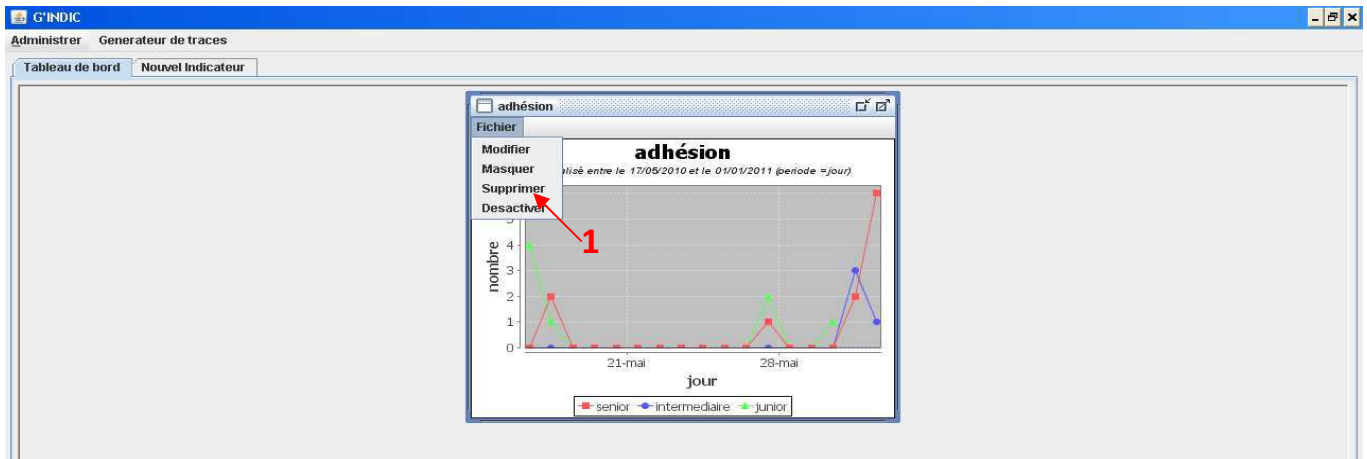 G'INDIC
Administrer Generateur de traces
Tableau de bord Nouvel Indicateur
adhésion
Fichier
Modifier
Masquer
Supprimer
Desactiver
1
adhésion
entre le 17/05/2010 et le 01/01/2011 (periode =jour)
nombre
5
4
3
2
1
0
21-mai 28-mai
jour
senior intermediaire junior